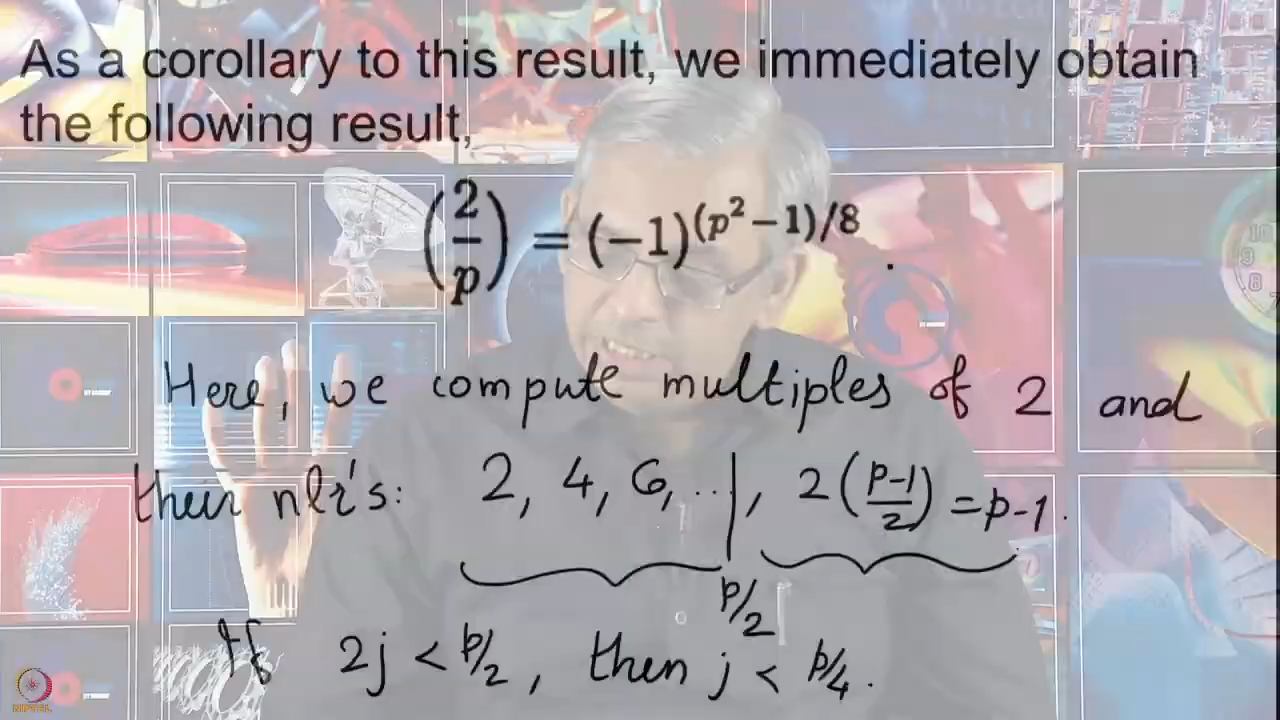 As a corollary to this result, we immediately obtain
the following result,
(2/p) = (−1)^{(p²−1)/8} .
Here, we compute multiples of 2 and
their nlr's: 2, 4, 6, ..|, 2(p-1/2) = p-1.
p/2
If 2j < p/2, then j < p/4.
NPTEL